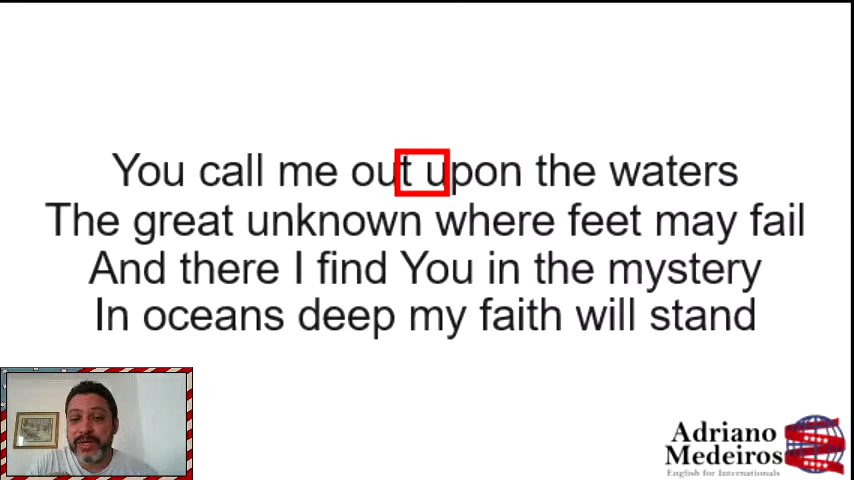 You call me out upon the waters
The great unknown where feet may fail
And there I find You in the mystery
In oceans deep my faith will stand
Adriano
Medeiros
English for Internationals